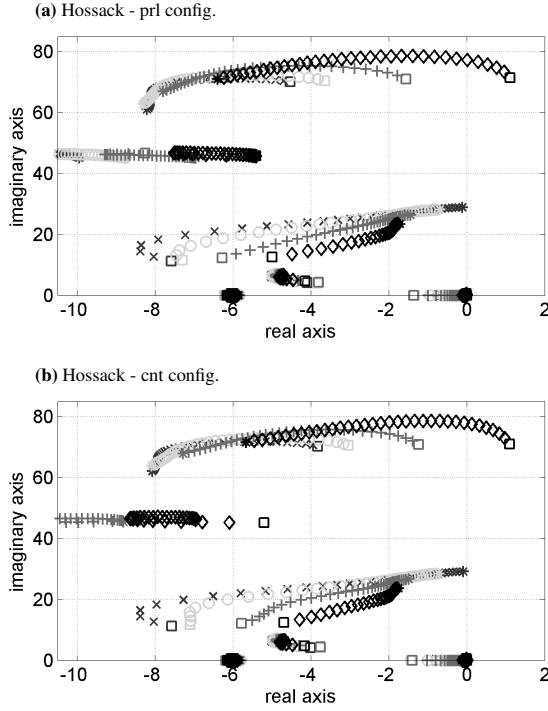 (a) Hossack - prl config.
80
60
40
20
0
imaginary axis
-10 -8 -6 -4 -2 0 2
real axis
(b) Hossack - cnt config.
80
60
40
20
0
imaginary axis
-10 -8 -6 -4 -2 0 2
real axis